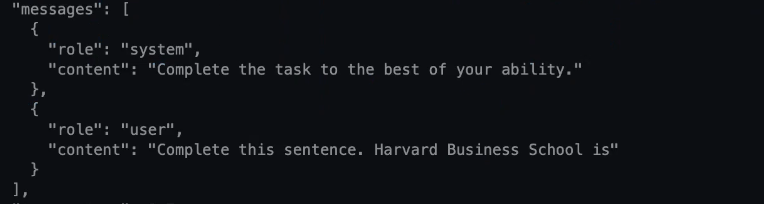 "messages": [
{
"role": "system",
"content": "Complete the task to the best of your ability."
},
{
"role": "user",
"content": "Complete this sentence. Harvard Business School is"
}
],